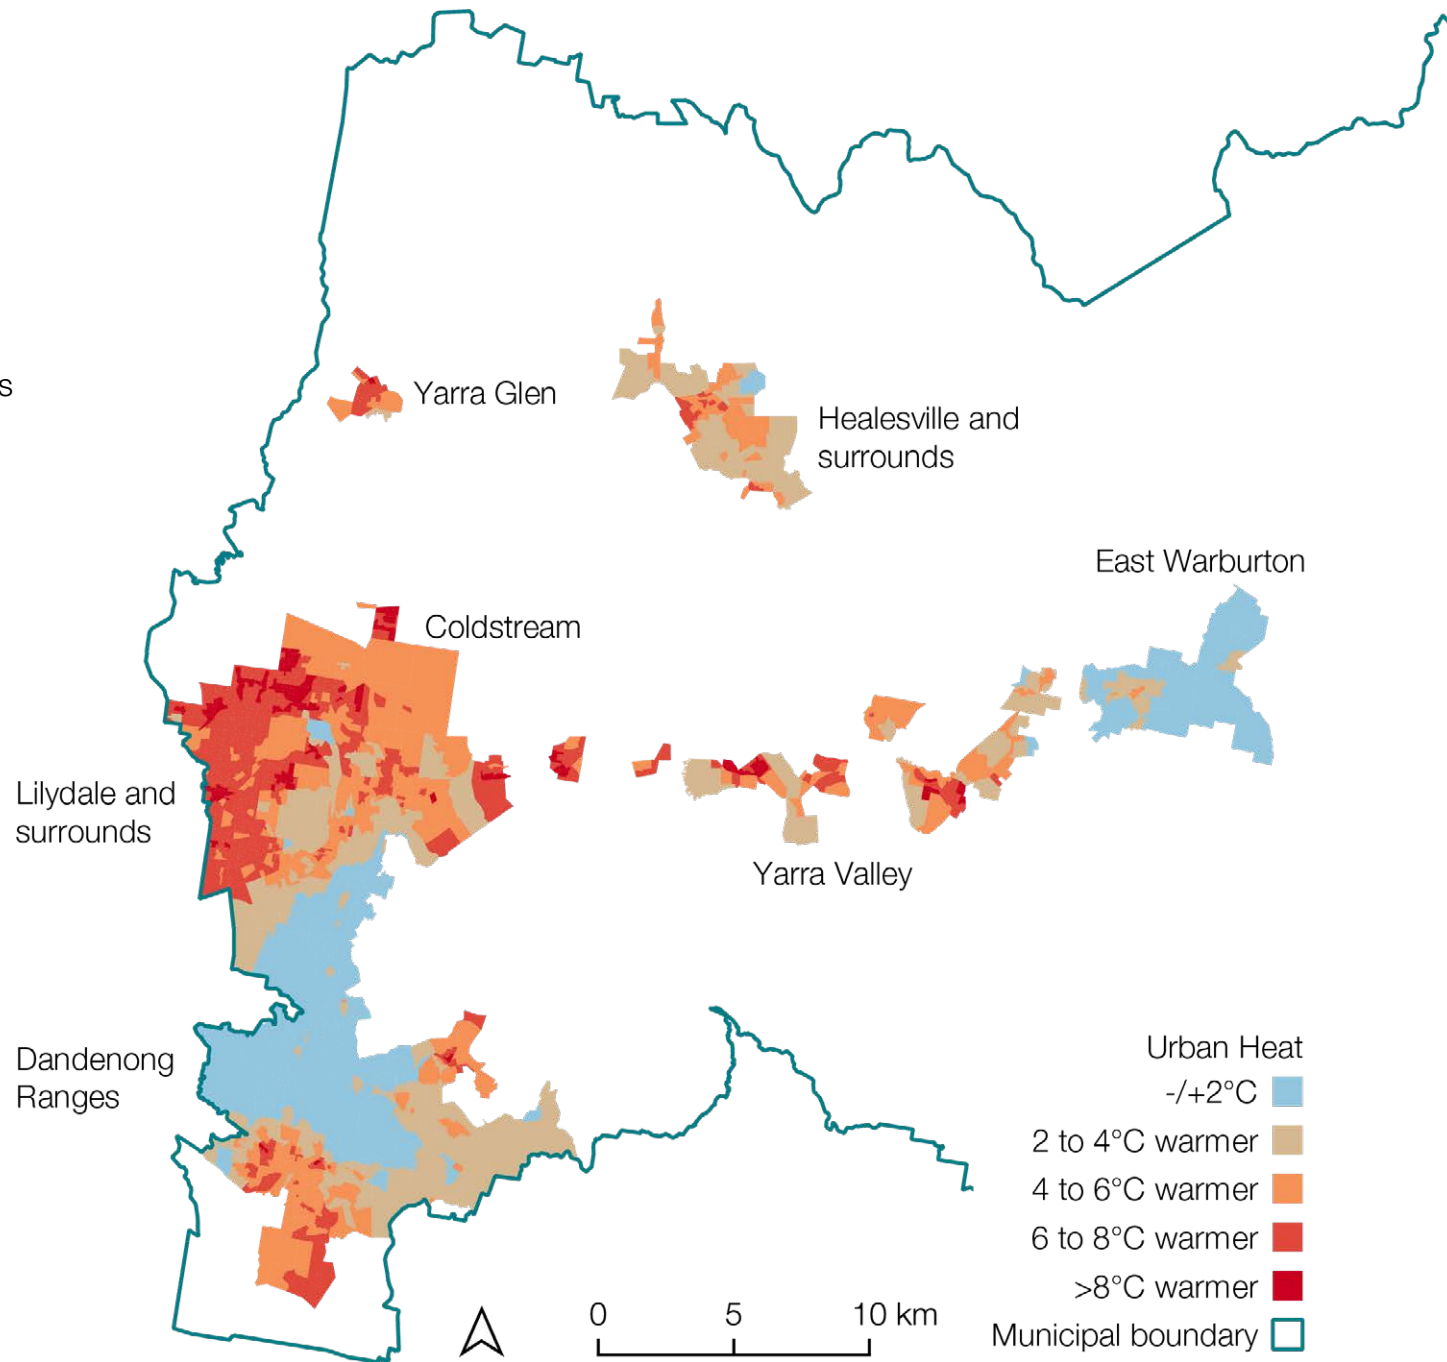 s
Yarra Glen
Healesville and
surrounds
East Warburton
Coldstream
Lilydale and
surrounds
Yarra Valley
Dandenong
Ranges
Urban Heat
-/+2°C
2 to 4°C warmer
4 to 6°C warmer
6 to 8°C warmer
>8°C warmer
0 5 10 km
Municipal boundary